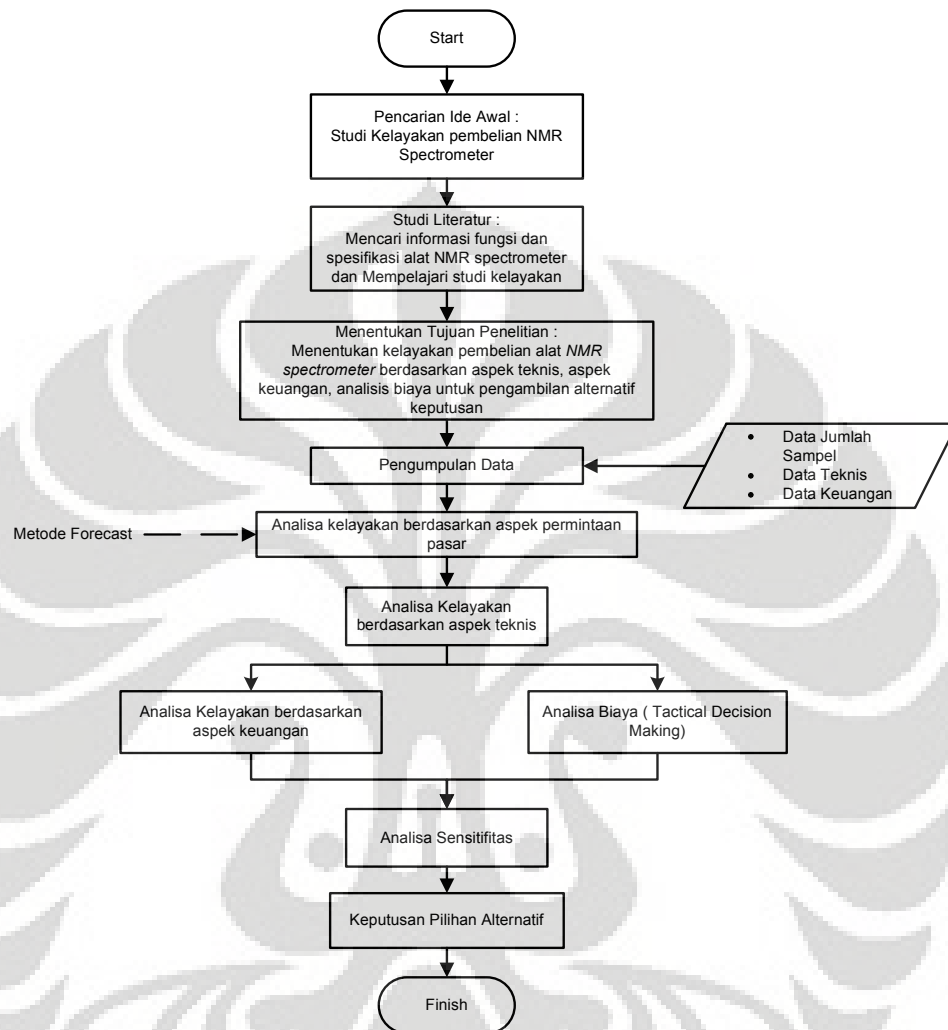 Start
Pencarian Ide Awal :
Studi Kelayakan pembelian NMR
Spectrometer
Studi Literatur :
Mencari informasi fungsi dan
spesifikasi alat NMR spectrometer
dan Mempelajari studi kelayakan
Menentukan Tujuan Penelitian :
Menentukan kelayakan pembelian alat NMR
spectrometer berdasarkan aspek teknis, aspek
keuangan, analisis biaya untuk pengambilan alternatif
keputusan
Pengumpulan Data
• Data Jumlah
Sampel
• Data Teknis
• Data Keuangan
Metode Forecast
Analisa kelayakan berdasarkan aspek permintaan
pasar
Analisa Kelayakan
berdasarkan aspek teknis
Analisa Kelayakan berdasarkan
aspek keuangan
Analisa Biaya ( Tactical Decision
Making)
Analisa Sensitifitas
Keputusan Pilihan Alternatif
Finish